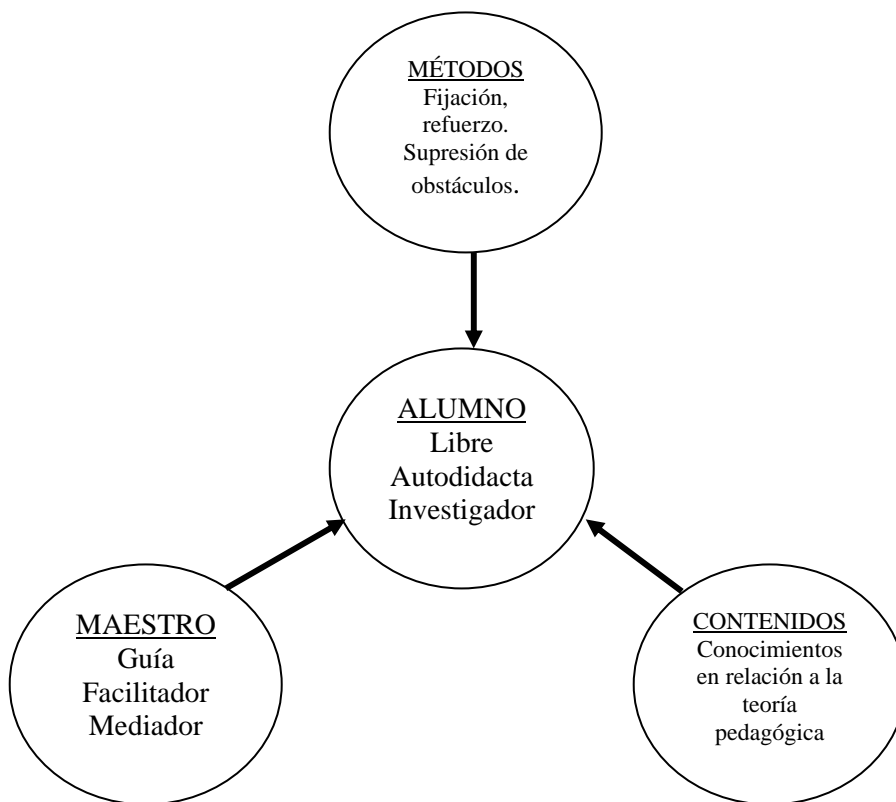 MÉTODOS
Fijación,
refuerzo.
Supresión de
obstáculos.
ALUMNO
Libre
Autodidacta
Investigador
MAESTRO
Guía
Facilitador
Mediador
CONTENIDOS
Conocimientos
en relación a la
teoría
pedagógica